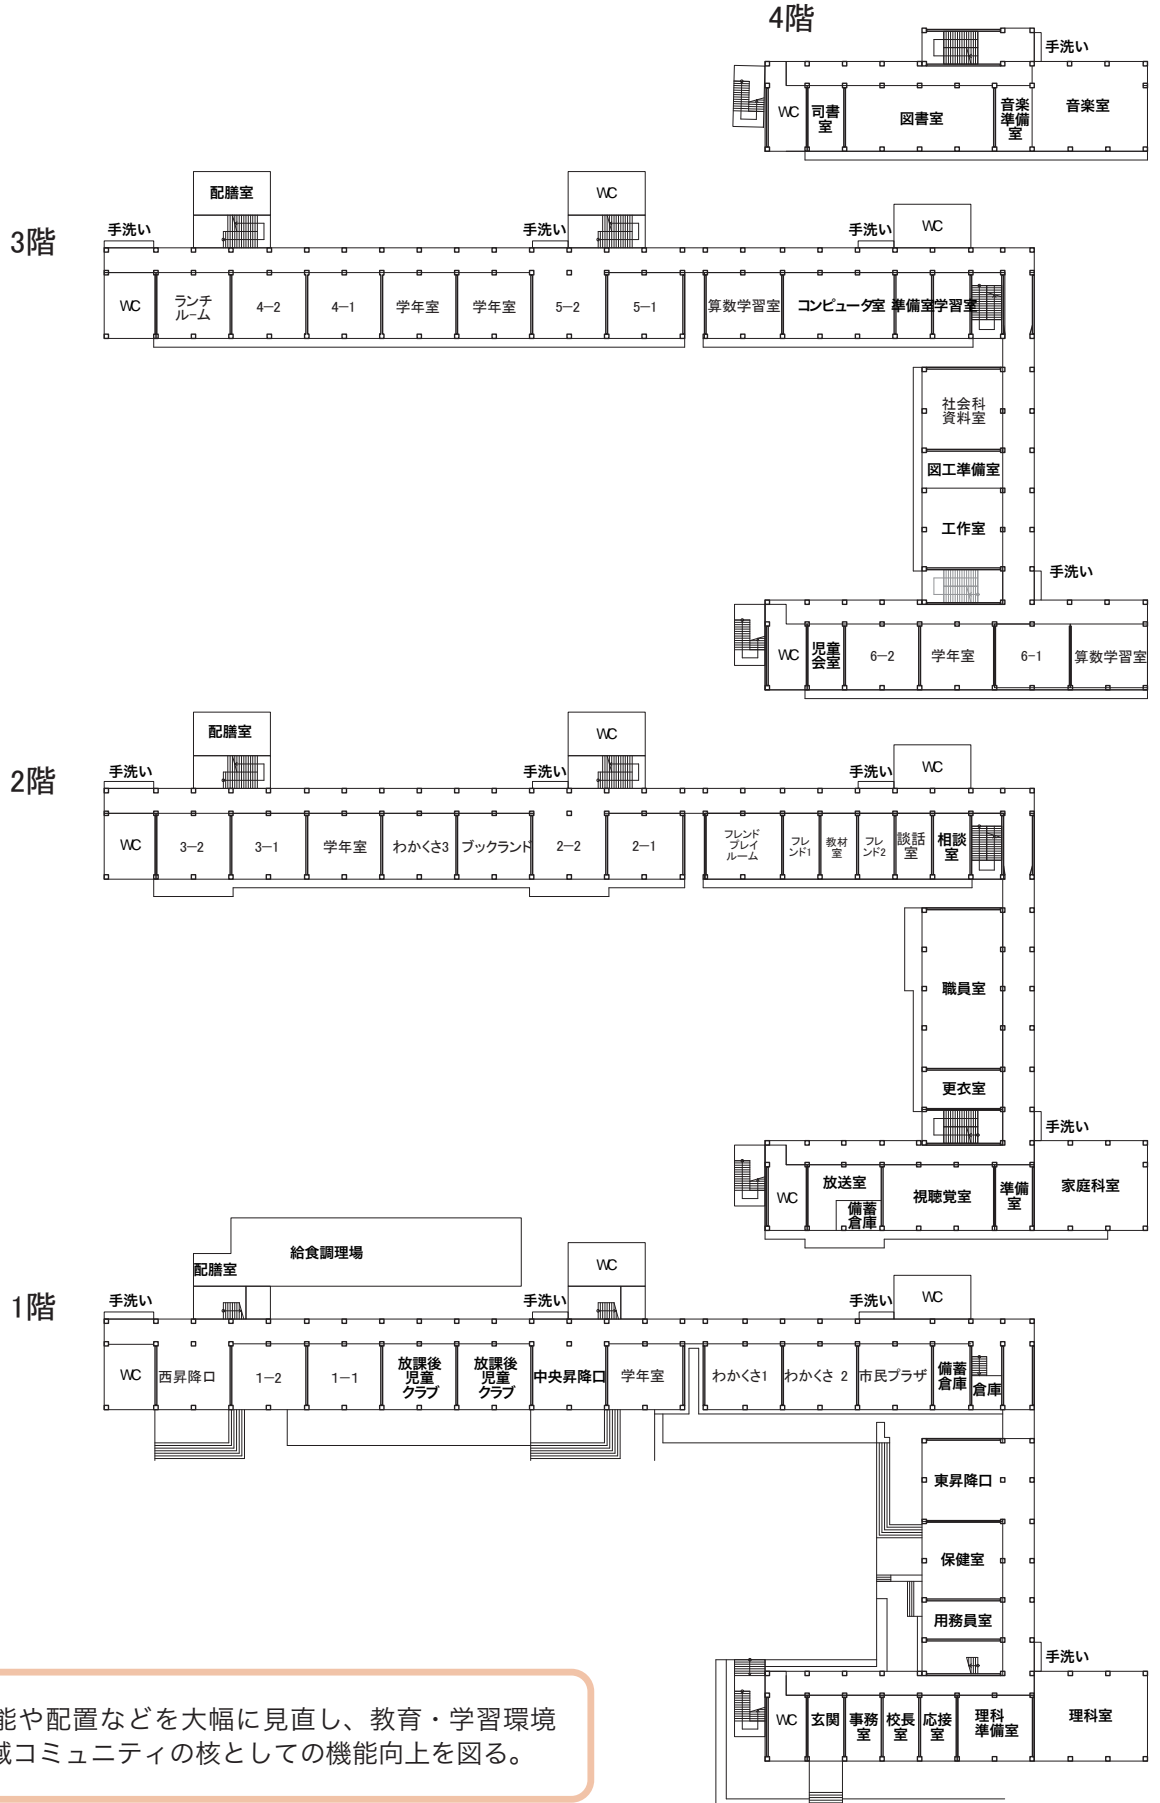 4階
手洗い
WC
司書
室
図書室
音楽
準備
室
音楽室
3階
配膳室
WC
手洗い
手洗い
手洗い
WC
WC
ランチ
ルーム
4-2
4-1
学年室
学年室
5-2
5-1
算数学習室
コンピュータ室
準備室
学習室
社会科
資料室
図工準備室
工作室
手洗い
WC
児童
会室
6-2
学年室
6-1
算数学習室
2階
配膳室
WC
手洗い
手洗い
手洗い
WC
WC
3-2
3-1
学年室
わかくさ3
ブックランド
2-2
2-1
フレンド
プレイ
ルーム
フレ
ンド1
教材
室
フレ
ンド2
談話
室
相談
室
職員室
更衣室
手洗い
WC
放送室
備蓄
倉庫
視聴覚室
準備
室
家庭科室
1階
給食調理場
配膳室
WC
手洗い
手洗い
手洗い
WC
WC
西昇降口
1-2
1-1
放課後
児童
クラブ
放課後
児童
クラブ
中央昇降口
学年室
わかくさ1
わかくさ 2
市民プラザ
備蓄
倉庫
倉庫
東昇降口
保健室
用務員室
手洗い
WC
玄関
事務
室
校長
室
応接
室
理科
準備室
理科室
能や配置などを大幅に見直し、教育・学習環境
域コミュニティの核としての機能向上を図る。